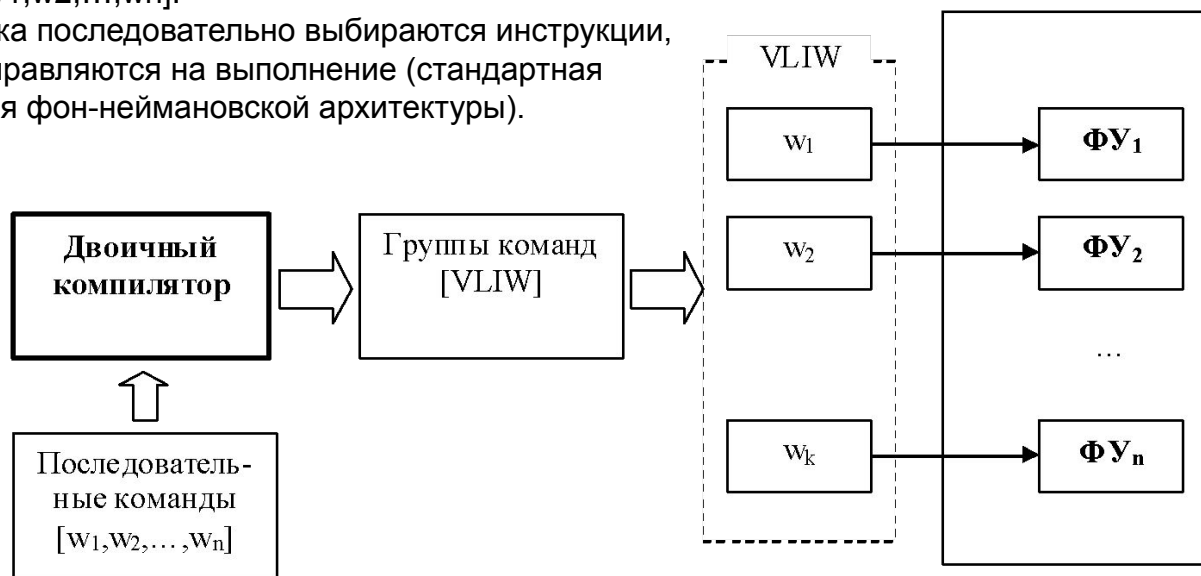 ка последовательно выбираются инструкции,
правляются на выполнение (стандартная
я фон-неймановской архитектуры).
VLIW
w1
ФУ1
Двоичный
компилятор
Группы команд
[VLIW]
w2
ФУ2
...
Последователь-
ные команды
[w1,w2,...,wn]
wk
ФУn